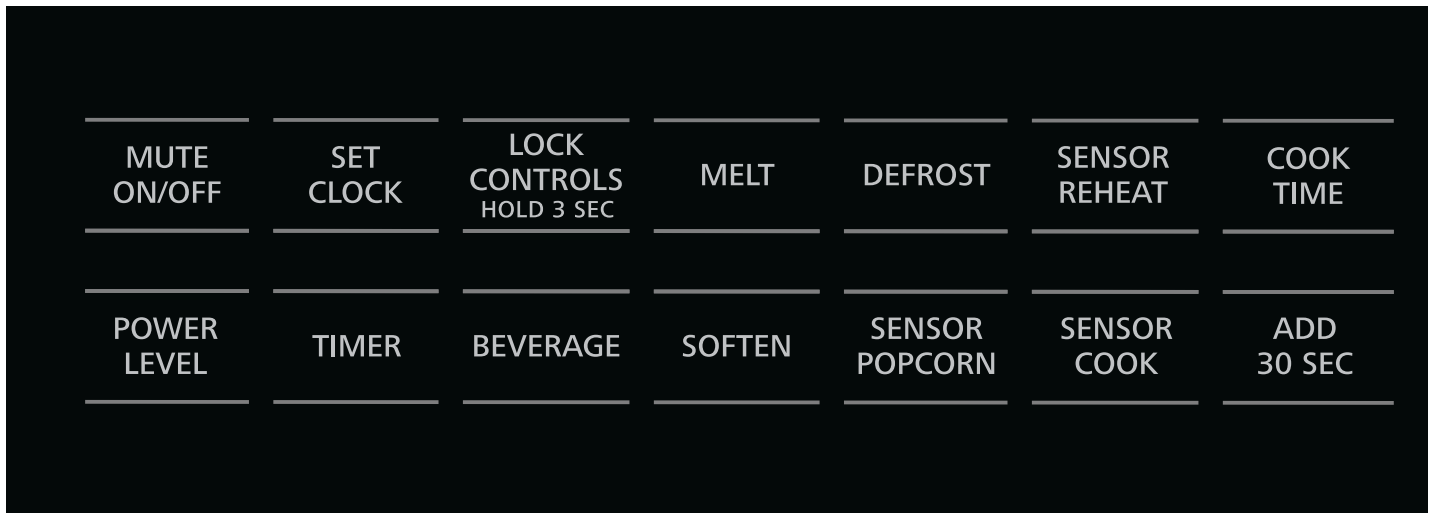 MUTE
ON/OFF
SET
CLOCK
LOCK
CONTROLS
HOLD 3 SEC
MELT
DEFROST
SENSOR
REHEAT
COOK
TIME
POWER
LEVEL
TIMER
BEVERAGE
SOFTEN
SENSOR
POPCORN
SENSOR
COOK
ADD
30 SEC